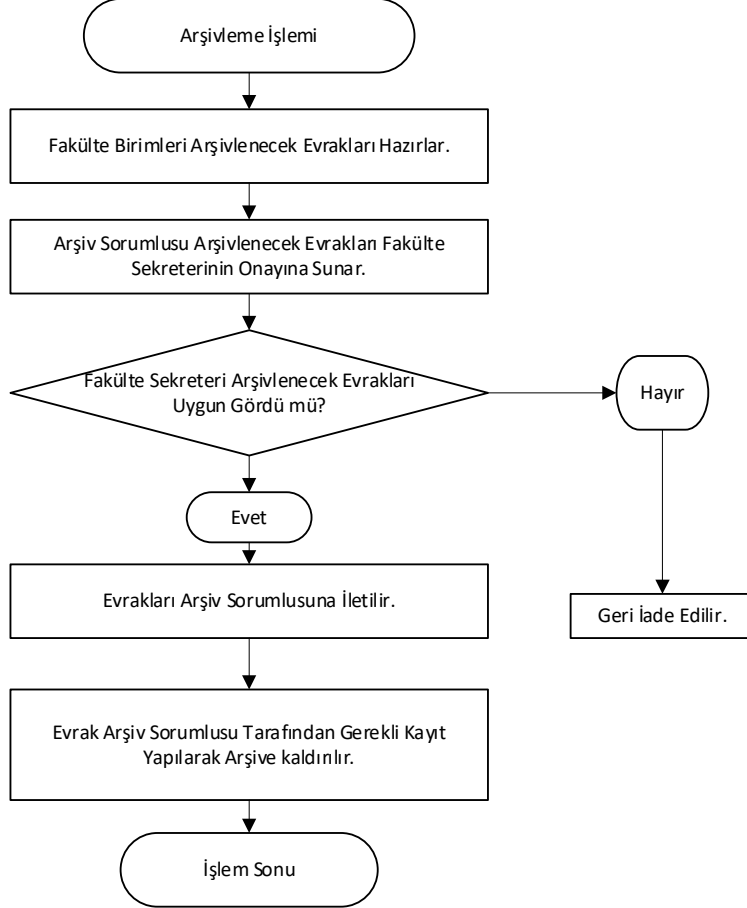 Arşivleme İşlemi
Fakülte Birimleri Arşivlenecek Evrakları Hazırlar.
Arşiv Sorumlusu Arşivlenecek Evrakları Fakülte
Sekreterinin Onayına Sunar.
Fakülte Sekreteri Arşivlenecek Evrakları
Uygun Gördü mü?
Hayır
Evet
Evrakları Arşiv Sorumlusuna İletilir.
Geri İade Edilir.
Evrak Arşiv Sorumlusu Tarafından Gerekli Kayıt
Yapılarak Arşive kaldırılır.
İşlem Sonu